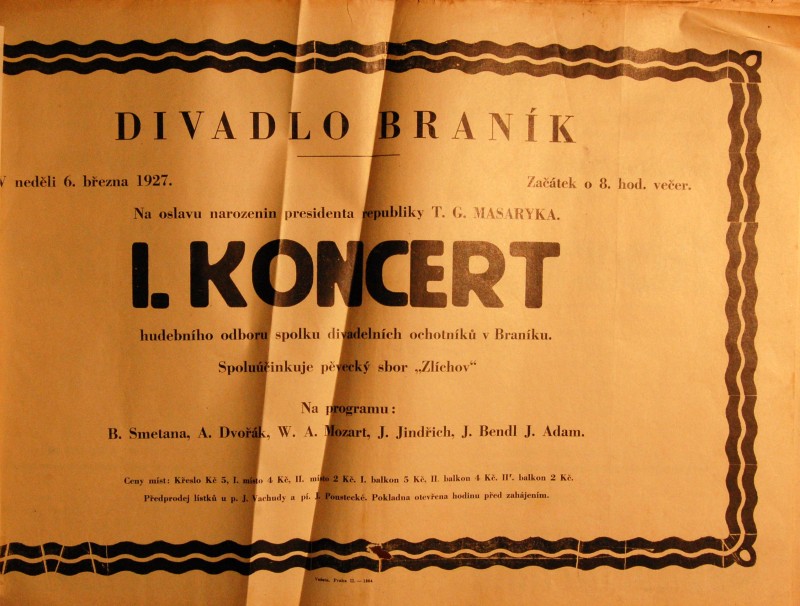 DIVADLO BRANÍK
V neděli 6. března 1927.
Začátek o 8. hod. večer.
Na oslavu narozenin presidenta republiky T. G. MASARYKA.
I. KONCERT
hudebního odboru spolku divadelních ochotníků v Braníku.
Spoluúčinkuje pěvecký sbor „Zlíchov“
Na programu:
B. Smetana, A. Dvořák, W. A. Mozart, J. Jindřich, J. Bendl J. Adam.
Ceny míst: Křeslo Kč 5, I. místo 4 Kč, II. místo 2 Kč. I. balkon 5 Kč, II. balkon 4 Kč. II. balkon 2 Kč.
Předprodej lístků u p. J. Vachudy a pí. J. Poustecké. Pokladna otevřena hodinu před zahájením.
Praha II.